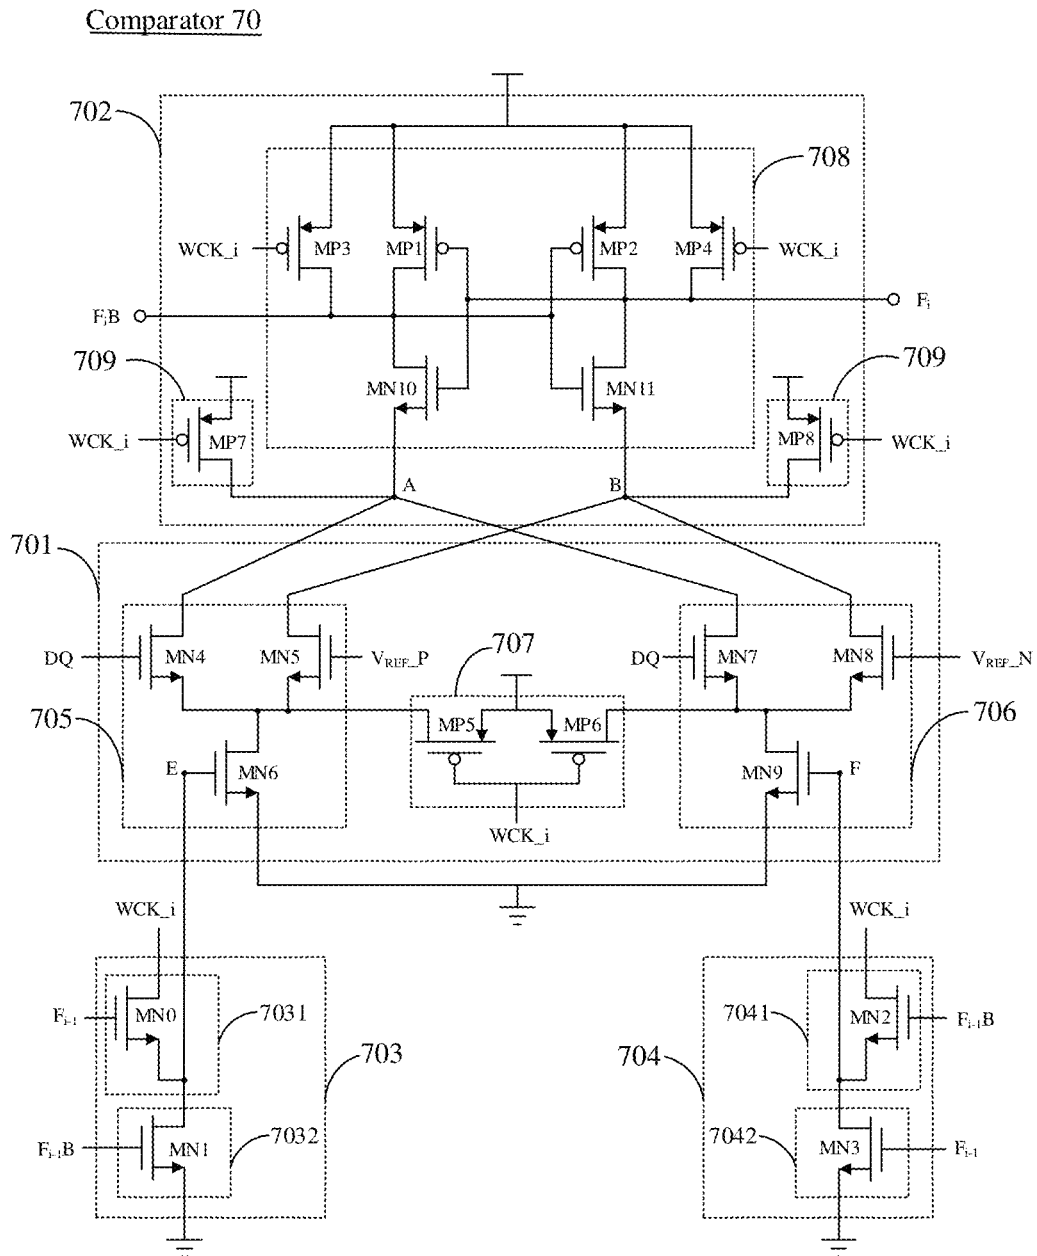 Comparator 70
702
708
WCK_i
MP3
MP1
MP2
MP4
WCK_i
FᵢB
Fᵢ
709
709
MN10
MN11
WCK_i
MP7
MP8
WCK_i
A
B
701
DQ
MN4
MN5
V_REF_P
707
DQ
MN7
MN8
V_REF_N
705
MP5
MP6
706
E
MN6
MN9
F
WCK_i
WCK_i
WCK_i
Fᵢ₋₁
MN0
7031
7041
MN2
Fᵢ₋₁B
703
704
Fᵢ₋₁B
MN1
7032
7042
MN3
Fᵢ₋₁